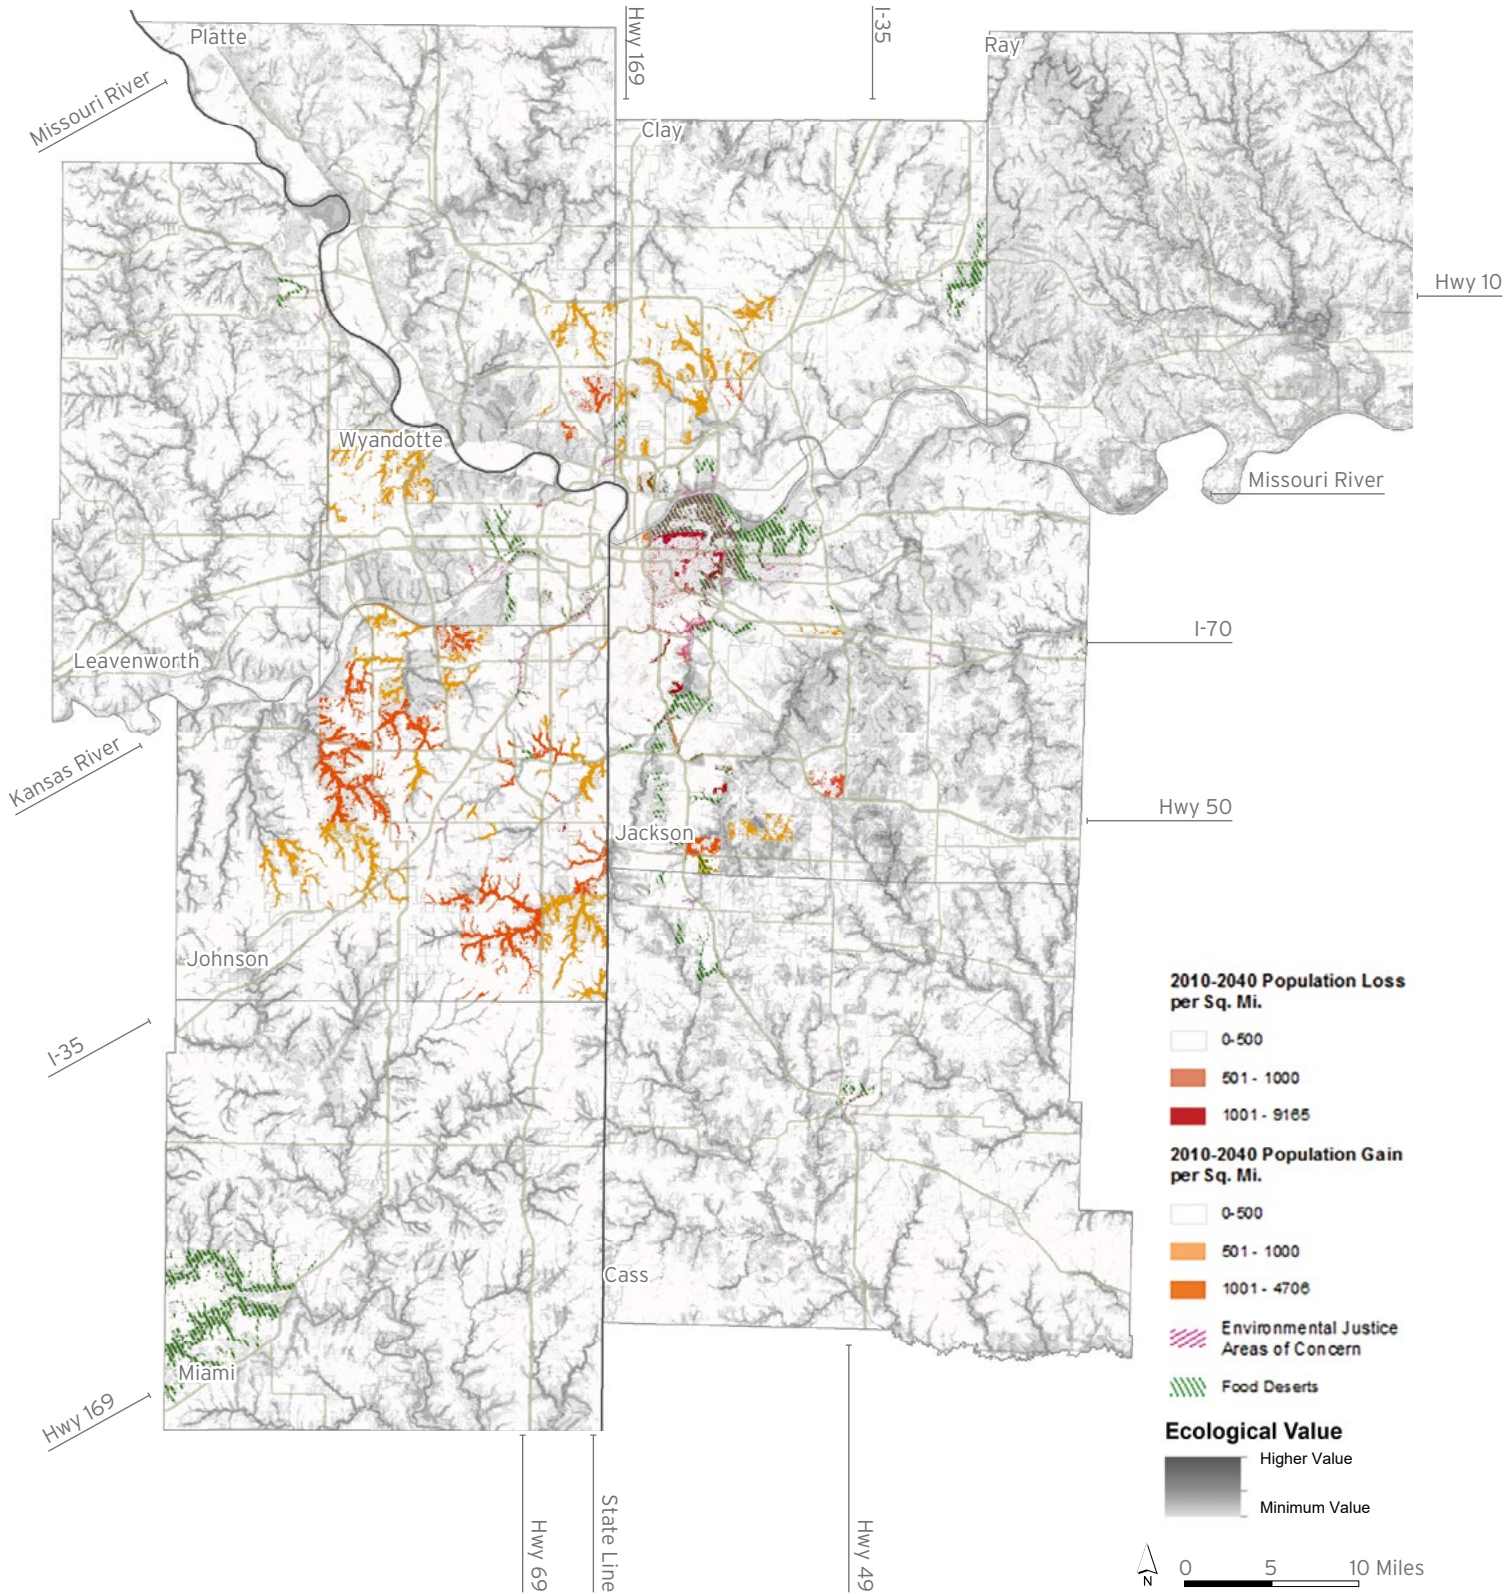 Platte
Hwy 169
I-35
Ray
Missouri River
Clay
Hwy 10
Wyandotte
Missouri River
I-70
Leavenworth
Kansas River
Hwy 50
Jackson
Johnson
I-35
Cass
Miami
Hwy 169
Hwy 69
State Line
Hwy 49
2010-2040 Population Loss
per Sq. Mi.
0-500
501 - 1000
1001 - 9165
2010-2040 Population Gain
per Sq. Mi.
0-500
501 - 1000
1001 - 4706
Environmental Justice
Areas of Concern
Food Deserts
Ecological Value
Higher Value
Minimum Value
N
0 5 10 Miles